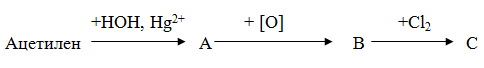 +HOH, Hg²⁺ + [O] +Cl₂
Ацетилен A B C